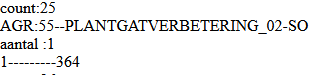 count:25
AGR:55--PLANTGATVERBETERING_02-SO
aantal :1
1---------364